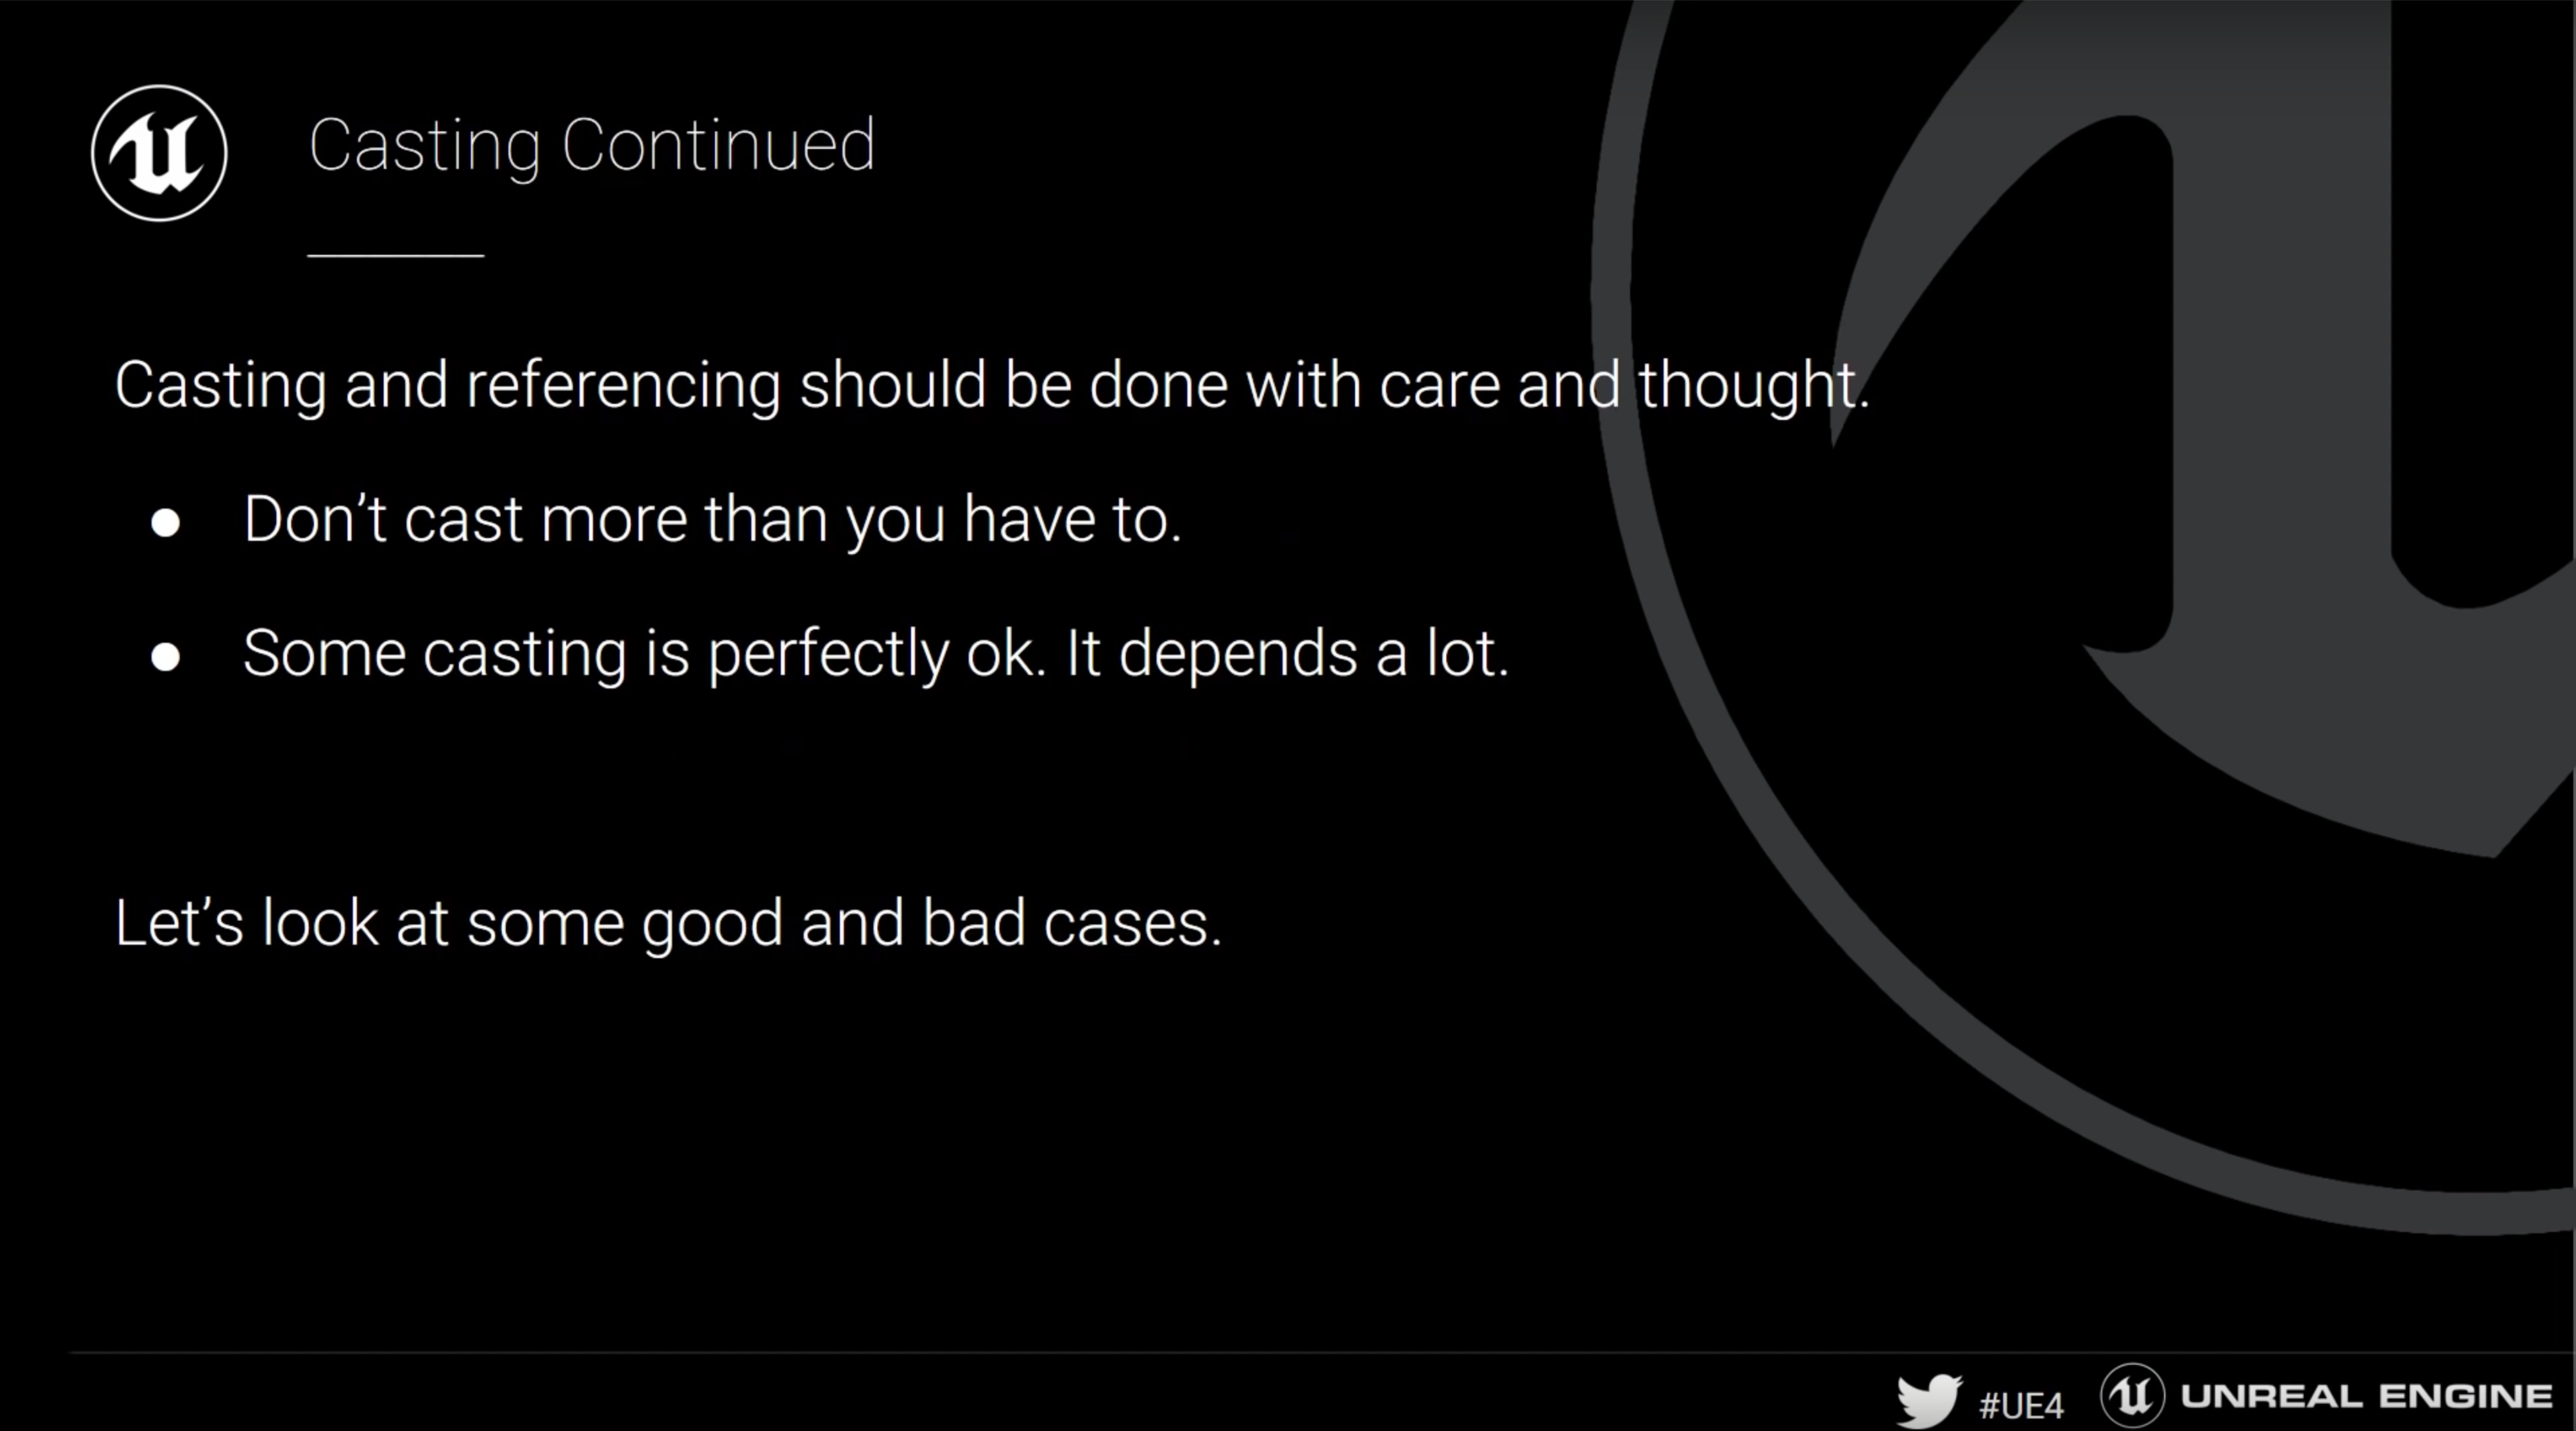 Casting Continued
Casting and referencing should be done with care and thought.
● Don’t cast more than you have to.
● Some casting is perfectly ok. It depends a lot.
Let’s look at some good and bad cases.
#UE4
UNREAL ENGINE